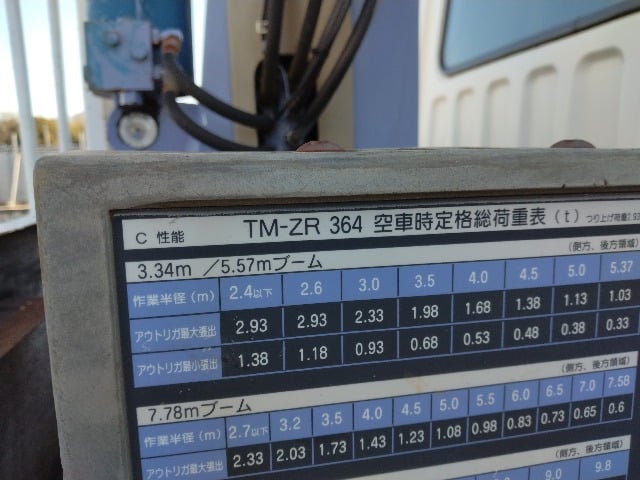 C 性能 TM-ZR 364 空車時定格総荷重表 (t) つり上げ荷重2.93
3.34m /5.57mブーム (側方、後方領域)
作業半径(m) 2.4以下 2.6 3.0 3.5 4.0 4.5 5.0 5.37
アウトリガ最大張出 2.93 2.93 2.33 1.98 1.68 1.38 1.13 1.03
アウトリガ最小張出 1.38 1.18 0.93 0.68 0.53 0.48 0.38 0.33
7.78mブーム (側方、後方領域)
作業半径(m) 2.7以下 3.2 3.5 4.0 4.5 5.0 5.5 6.0 6.5 7.0 7.58
アウトリガ最大張出 2.33 2.03 1.73 1.43 1.23 1.08 0.98 0.83 0.73 0.65 0.6
(側方、後方領域)
9.0 9.8